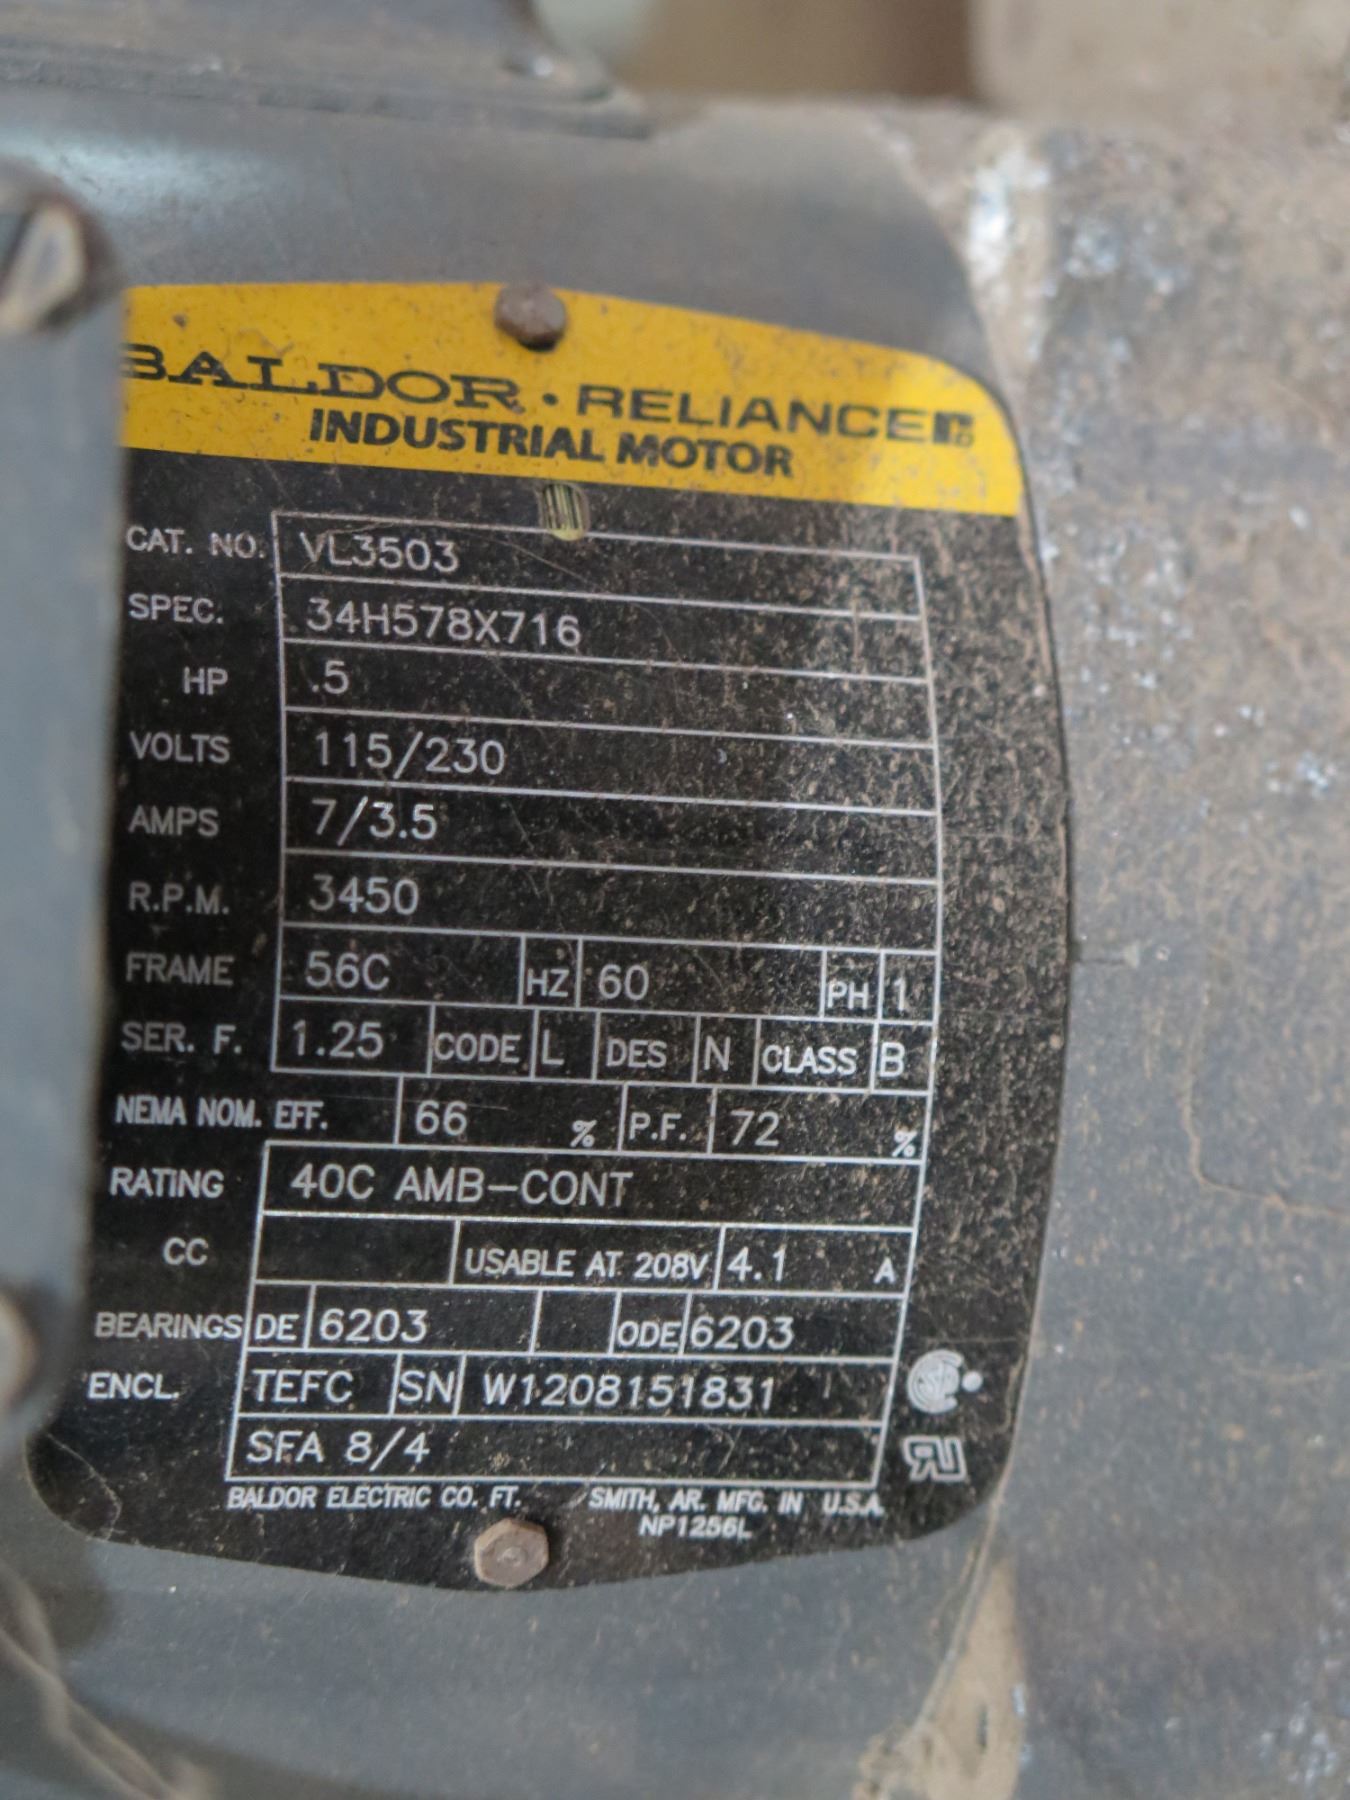 BALDOR • RELIANCE
INDUSTRIAL MOTOR
CAT. NO. VL3503
SPEC. 34H578X716
HP .5
VOLTS 115/230
AMPS 7/3.5
R.P.M. 3450
FRAME 56C HZ 60 PH 1
SER. F. 1.25 CODE L DES N CLASS B
NEMA NOM. EFF. 66 % P.F. 72 %
RATING 40C AMB-CONT
CC USABLE AT 208V 4.1 A
BEARINGS DE 6203 ODE 6203
ENCL. TEFC SN W1208151831
SFA 8/4
BALDOR ELECTRIC CO. FT. SMITH, AR. MFG. IN U.S.A.
NP1256L